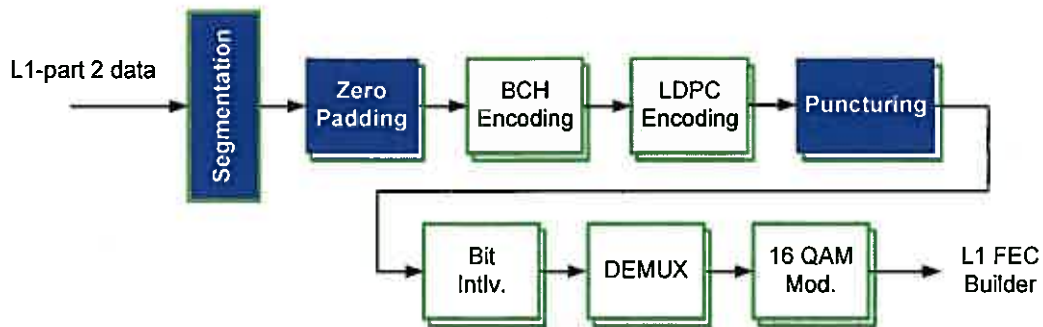 L1-part 2 data
Segmentation
Zero
Padding
BCH
Encoding
LDPC
Encoding
Puncturing
Bit
Intlv.
DEMUX
16 QAM
Mod.
L1 FEC
Builder